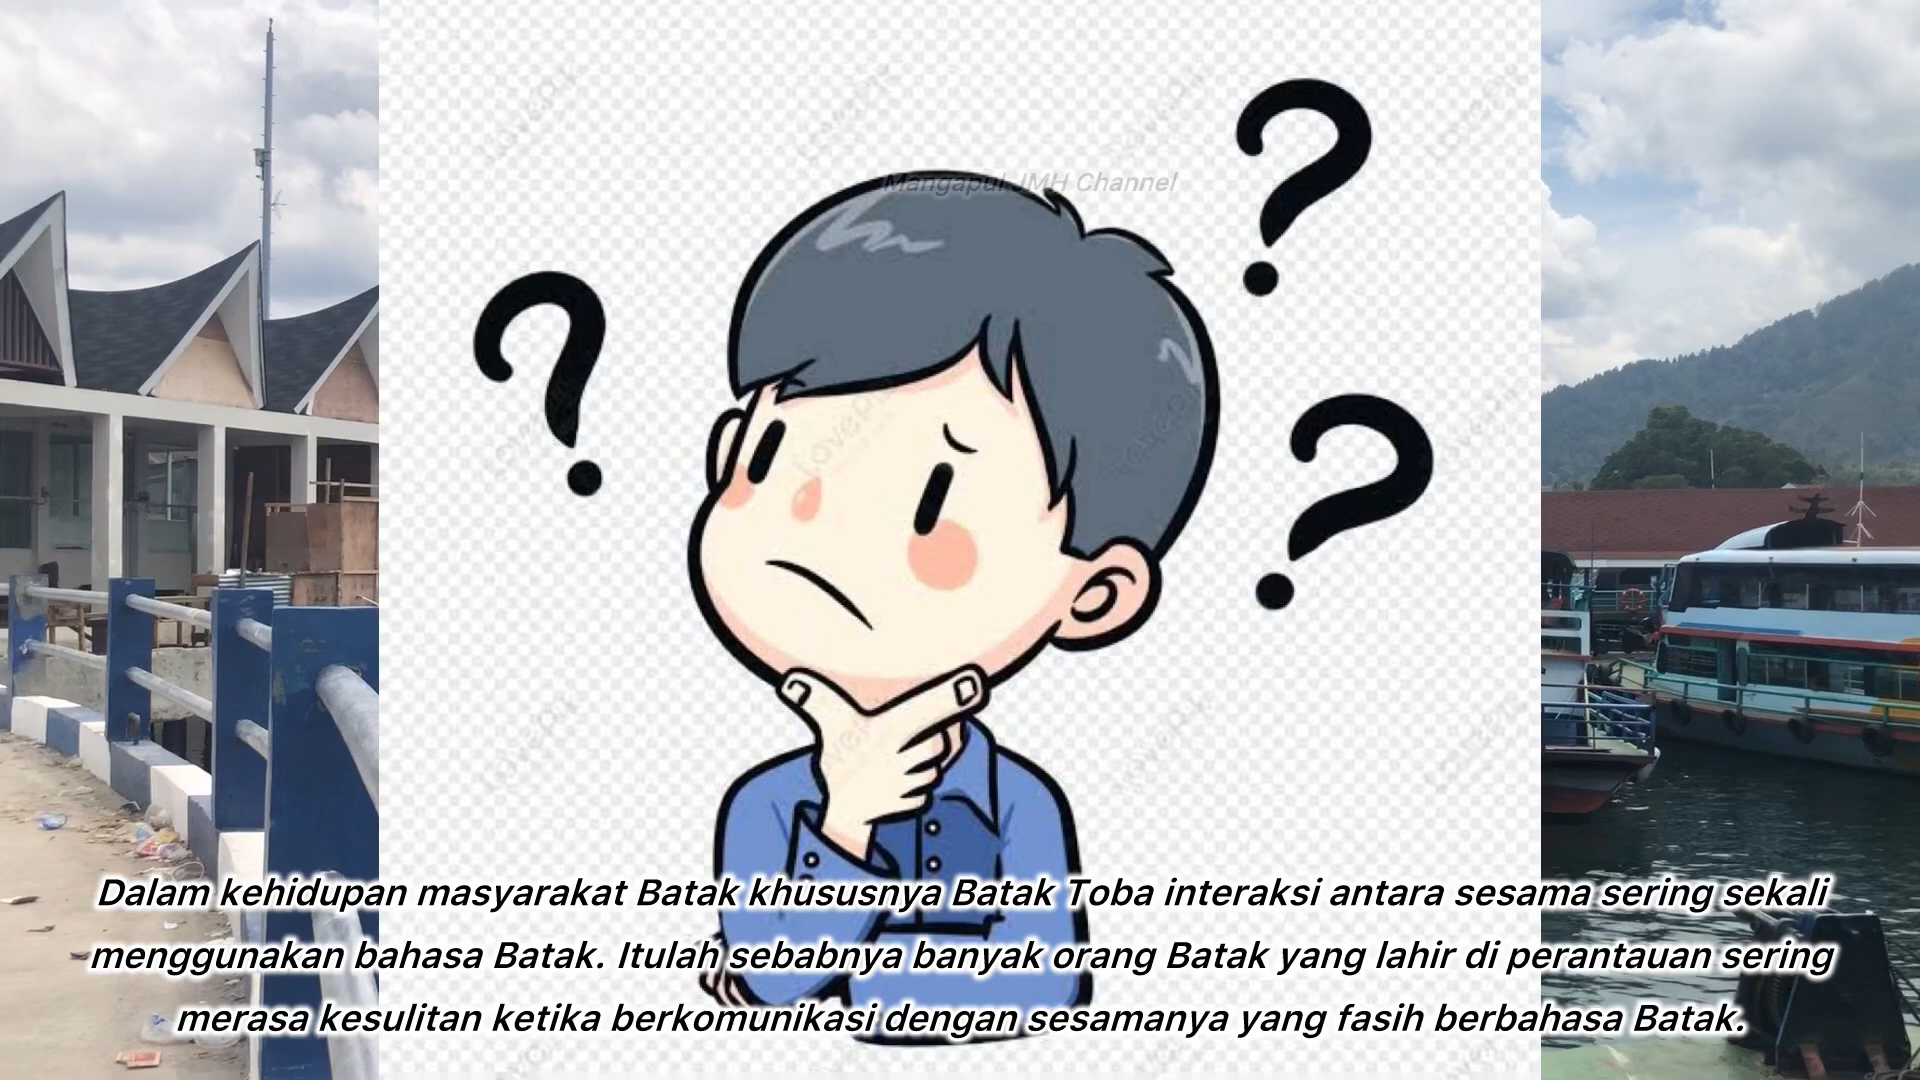 Mangapul JMH Channel
Dalam kehidupan masyarakat Batak khususnya Batak Toba interaksi antara sesama sering sekali
menggunakan bahasa Batak. Itulah sebabnya banyak orang Batak yang lahir di perantauan sering
merasa kesulitan ketika berkomunikasi dengan sesamanya yang fasih berbahasa Batak.